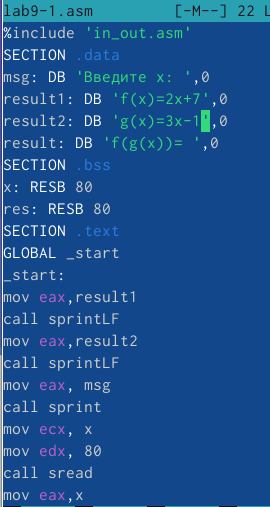 lab9-1.asm [-M--] 22 L
%include 'in_out.asm'
SECTION .data
msg: DB 'Введите x: ',0
result1: DB 'f(x)=2x+7',0
result2: DB 'g(x)=3x-1',0
result: DB 'f(g(x))= ',0
SECTION .bss
x: RESB 80
res: RESB 80
SECTION .text
GLOBAL _start
_start:
mov eax,result1
call sprintLF
mov eax,result2
call sprintLF
mov eax, msg
call sprint
mov ecx, x
mov edx, 80
call sread
mov eax,x